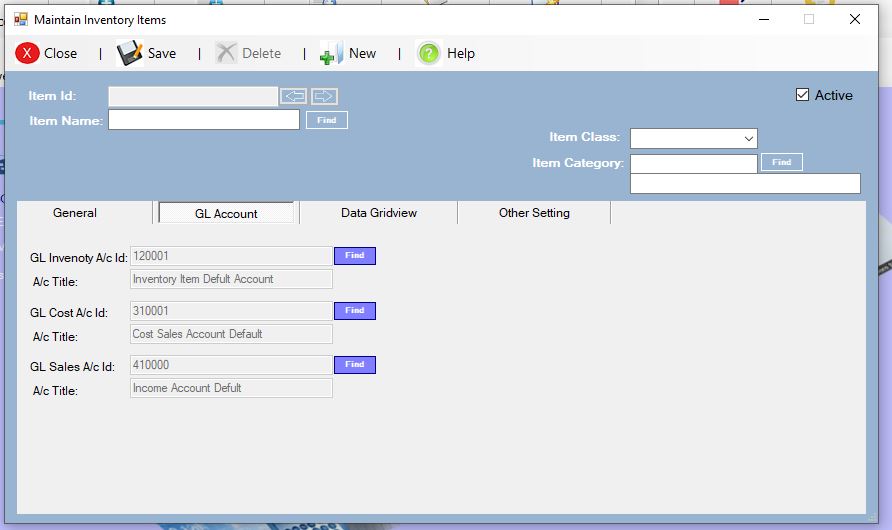 Maintain Inventory Items
X Close | Save | Delete | New | ? Help
Item Id:
Active
Item Name: Find
Item Class:
Item Category: Find
General GL Account Data Gridview Other Setting
GL Invenoty A/c Id: 120001 Find
A/c Title: Inventory Item Defult Account
GL Cost A/c Id: 310001 Find
A/c Title: Cost Sales Account Default
GL Sales A/c Id: 410000 Find
A/c Title: Income Account Defult